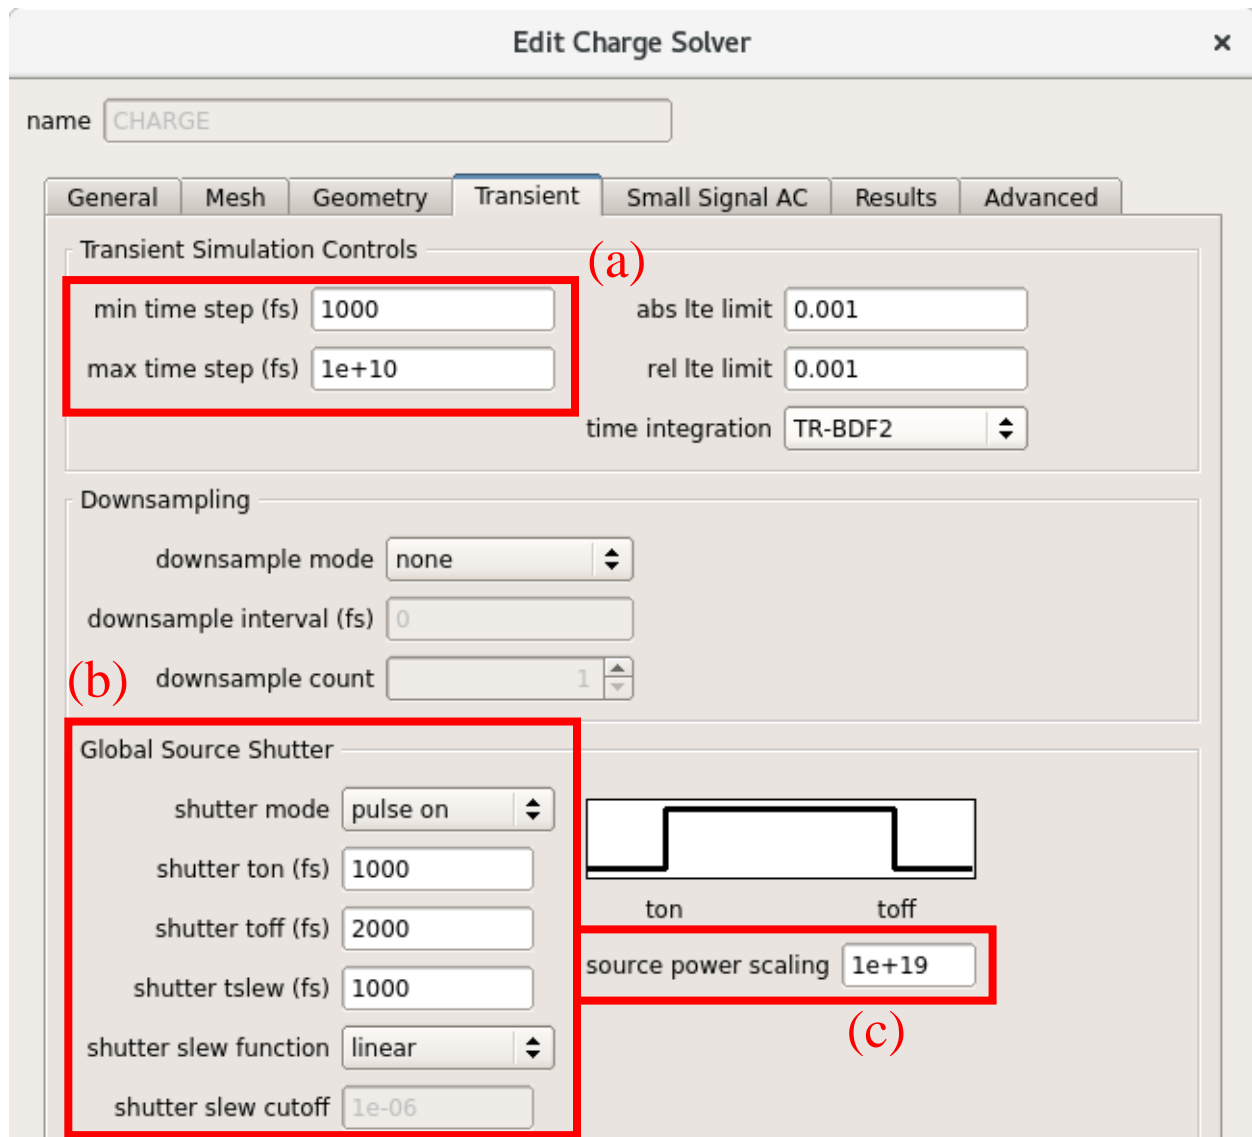 Edit Charge Solver ×
name CHARGE
General Mesh Geometry Transient Small Signal AC Results Advanced
Transient Simulation Controls
(a)
min time step (fs) 1000 abs lte limit 0.001
max time step (fs) 1e+10 rel lte limit 0.001
time integration TR-BDF2
Downsampling
downsample mode none
downsample interval (fs) 0
(b)
downsample count 1
Global Source Shutter
shutter mode pulse on
shutter ton (fs) 1000
ton toff
shutter toff (fs) 2000
source power scaling 1e+19
shutter tslew (fs) 1000
(c)
shutter slew function linear
shutter slew cutoff 1e-06